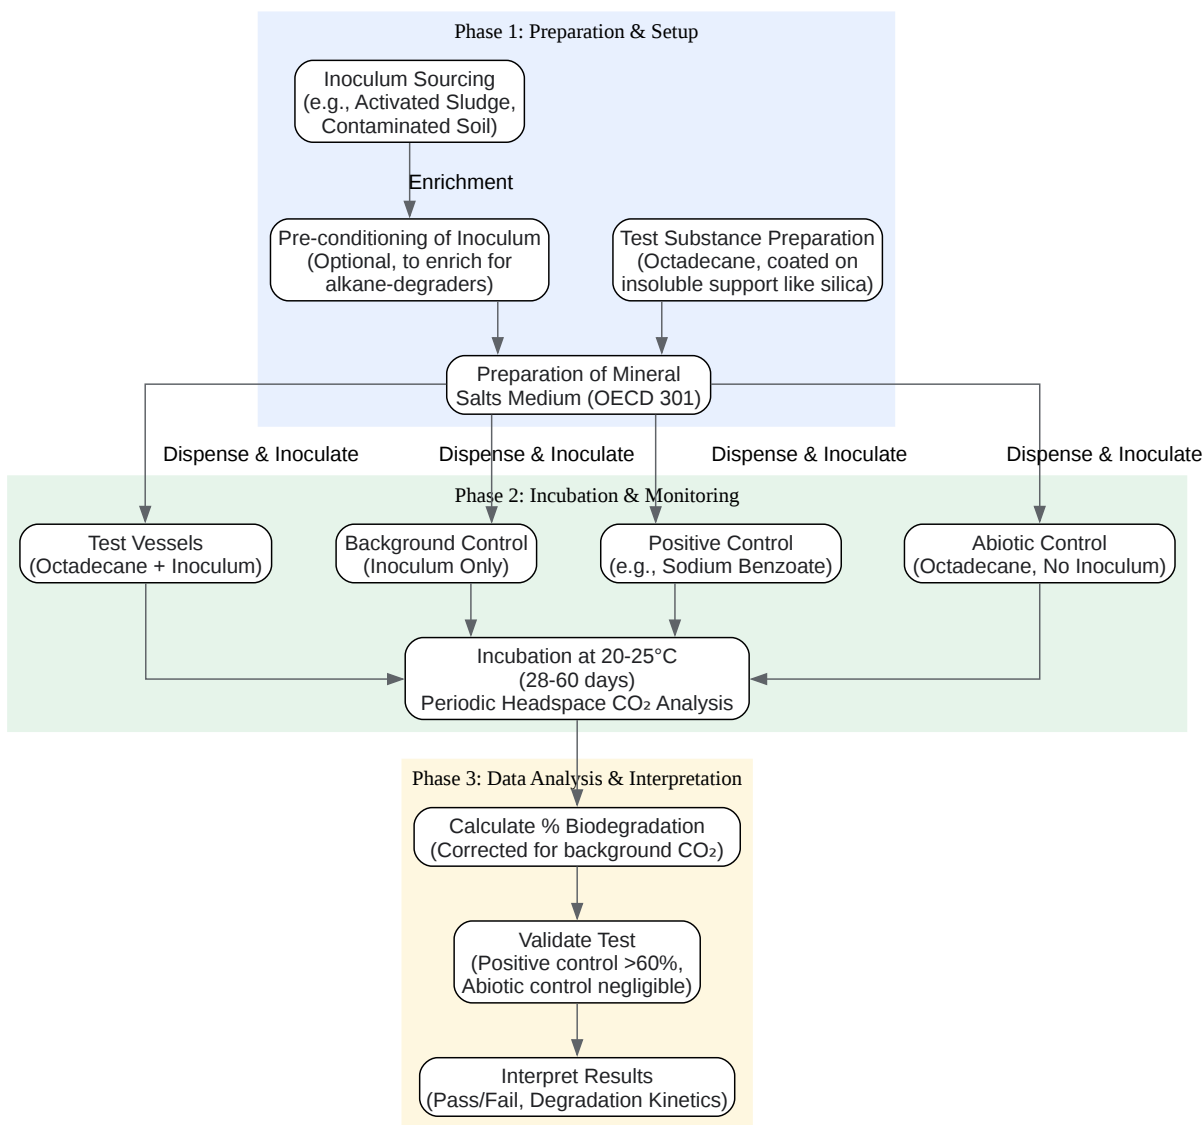 Phase 1: Preparation & Setup
Inoculum Sourcing
(e.g., Activated Sludge,
Contaminated Soil)
Enrichment
Pre-conditioning of Inoculum
(Optional, to enrich for
alkane-degraders)
Test Substance Preparation
(Octadecane, coated on
insoluble support like silica)
Preparation of Mineral
Salts Medium (OECD 301)
Dispense & Inoculate
Dispense & Inoculate
Dispense & Inoculate
Dispense & Inoculate
Phase 2: Incubation & Monitoring
Test Vessels
(Octadecane + Inoculum)
Background Control
(Inoculum Only)
Positive Control
(e.g., Sodium Benzoate)
Abiotic Control
(Octadecane, No Inoculum)
Incubation at 20-25°C
(28-60 days)
Periodic Headspace CO₂ Analysis
Phase 3: Data Analysis & Interpretation
Calculate % Biodegradation
(Corrected for background CO₂)
Validate Test
(Positive control >60%,
Abiotic control negligible)
Interpret Results
(Pass/Fail, Degradation Kinetics)